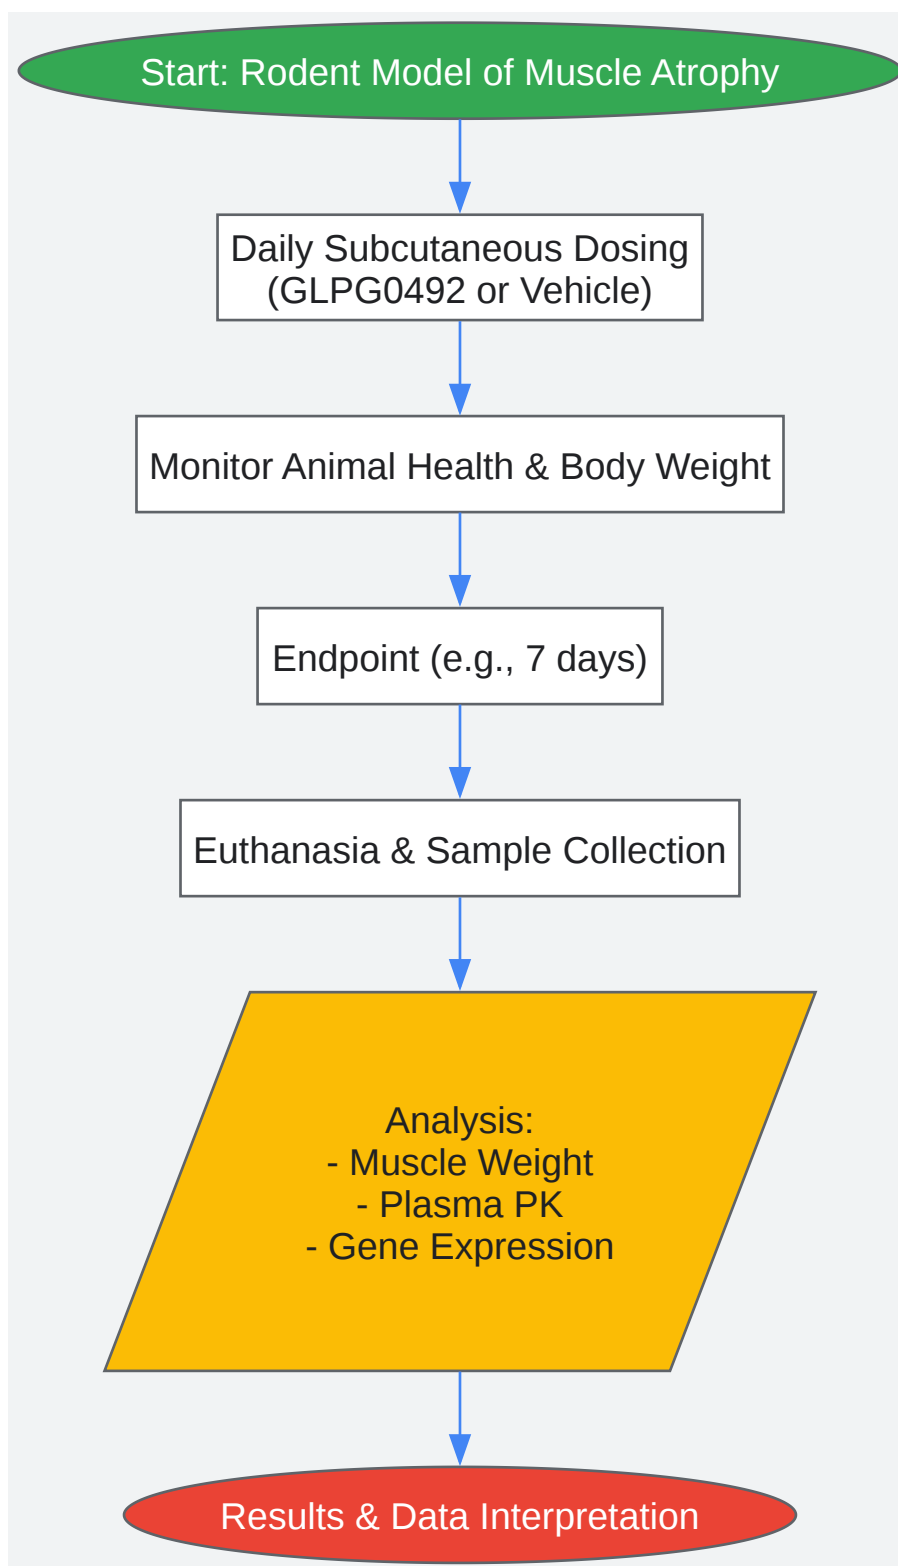 Start: Rodent Model of Muscle Atrophy
Daily Subcutaneous Dosing
(GLPG0492 or Vehicle)
Monitor Animal Health & Body Weight
Endpoint (e.g., 7 days)
Euthanasia & Sample Collection
Analysis:
- Muscle Weight
- Plasma PK
- Gene Expression
Results & Data Interpretation